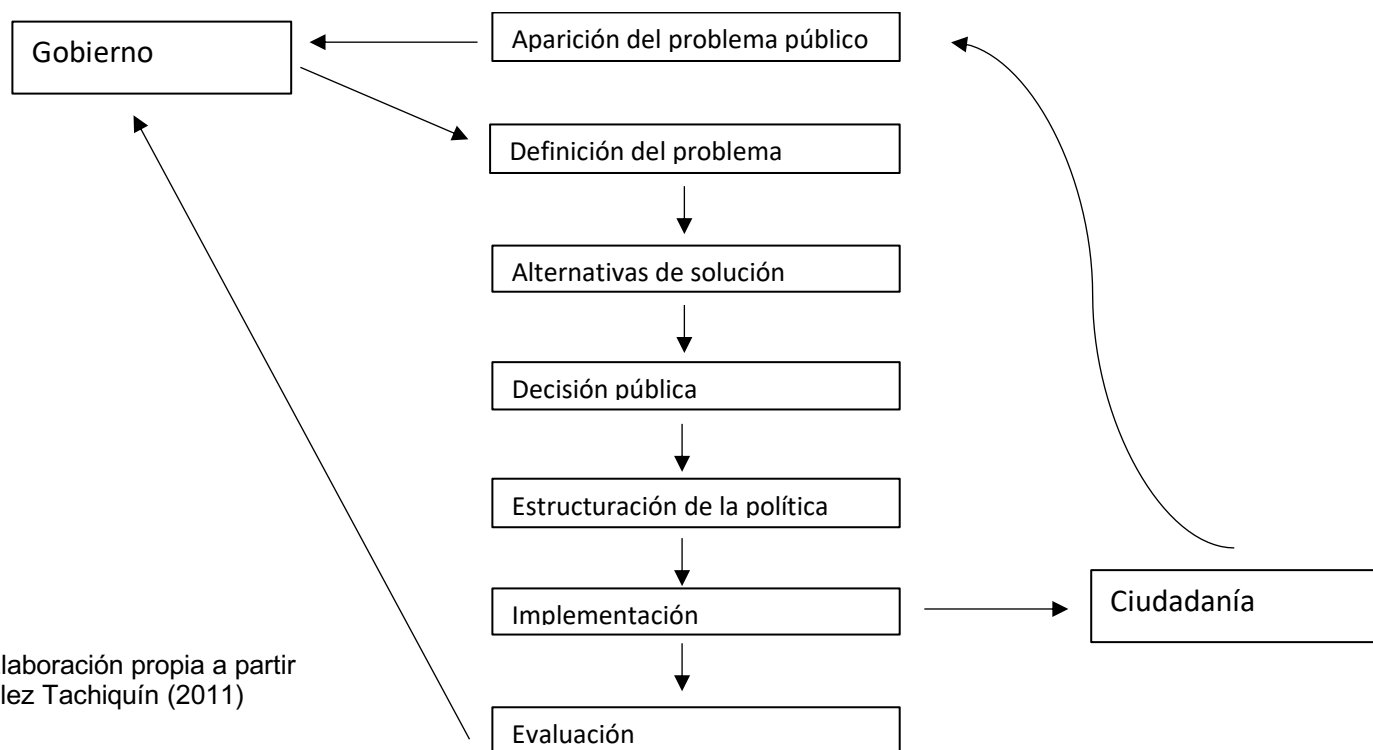 Gobierno
Aparición del problema público
Definición del problema
Alternativas de solución
Decisión pública
Estructuración de la política
Implementación
Ciudadanía
Evaluación
laboración propia a partir
lez Tachiquín (2011)